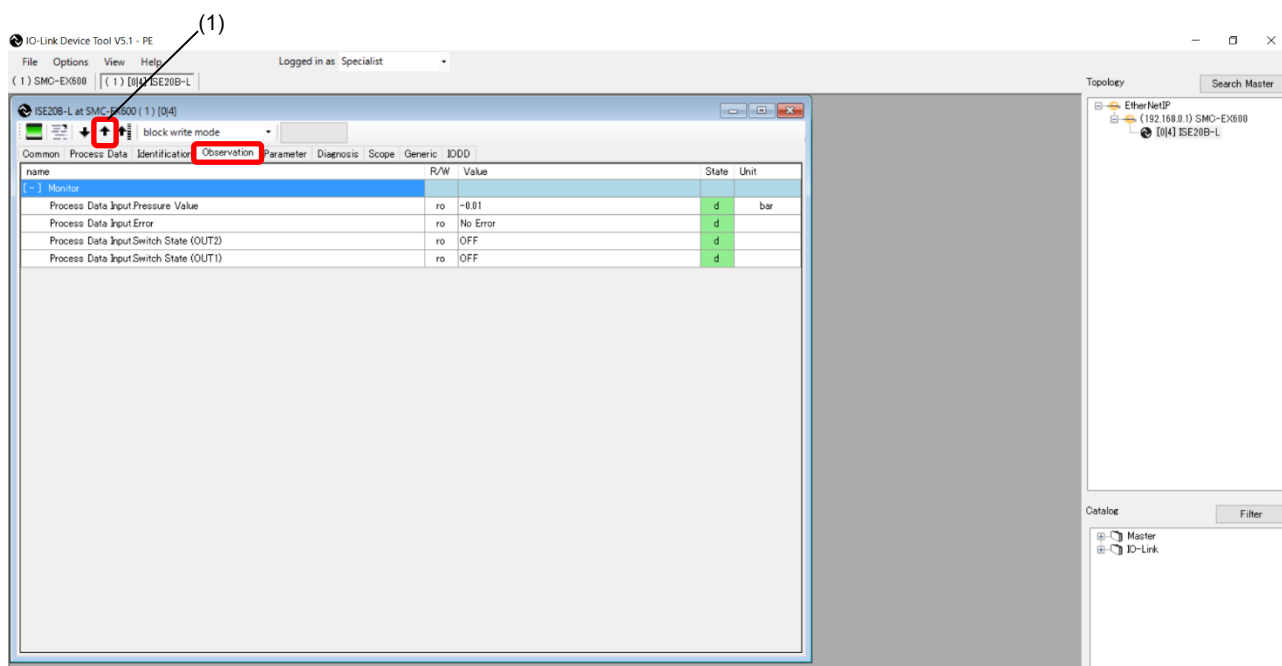 (1)
IO-Link Device Tool V5.1 - PE
File Options View Help Logged in as Specialist
( 1 ) SMC-EX600 ( 1 ) [0|4] ISE20B-L
Topology Search Master
ISE20B-L at SMC-EX600 ( 1 ) [0|4]
EtherNetIP
(192.168.0.1) SMC-EX600
[0|4] ISE20B-L
block write mode
Common Process Data Identification Observation Parameter Diagnosis Scope Generic IODD
name R/W Value State Unit
[ - ] Monitor
Process Data Input.Pressure Value ro -0.01 d bar
Process Data Input.Error ro No Error d
Process Data Input.Switch State (OUT2) ro OFF d
Process Data Input.Switch State (OUT1) ro OFF d
Catalog Filter
Master
IO-Link